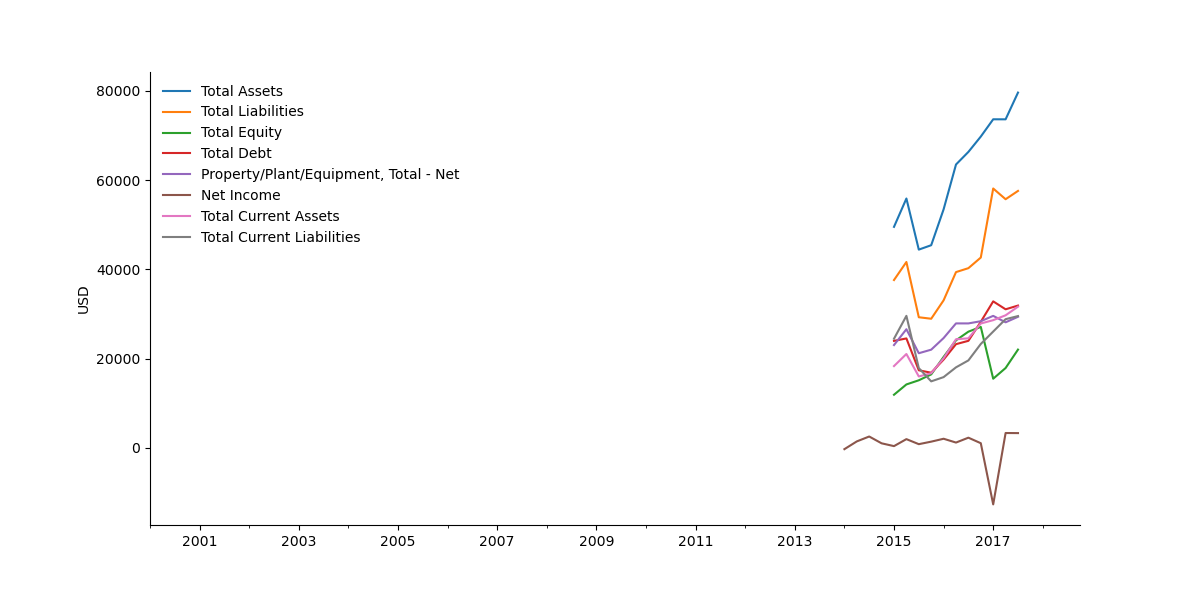 80000
60000
40000
20000
0
USD
Total Assets
Total Liabilities
Total Equity
Total Debt
Property/Plant/Equipment, Total - Net
Net Income
Total Current Assets
Total Current Liabilities
2001 2003 2005 2007 2009 2011 2013 2015 2017